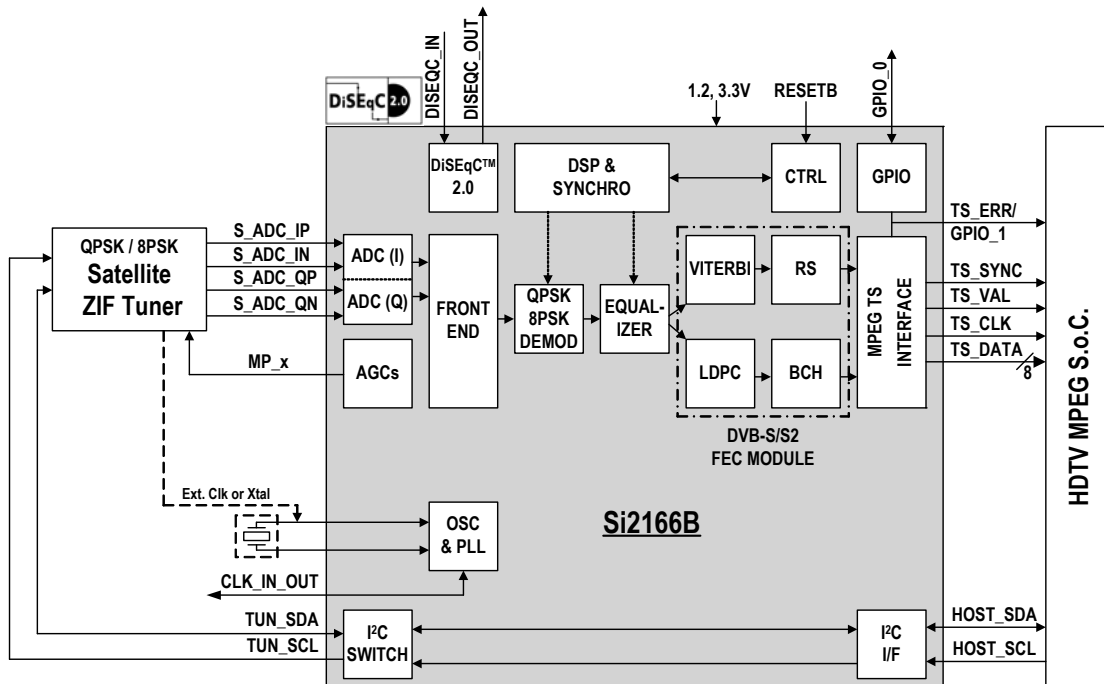 DISEQC_IN
DISEQC_OUT
DiSEqC 2.0
1.2, 3.3V
RESETB
GPIO_0
DiSEqC™
2.0
DSP &
SYNCHRO
CTRL
GPIO
QPSK / 8PSK
Satellite
ZIF Tuner
S_ADC_IP
S_ADC_IN
S_ADC_QP
S_ADC_QN
MP_x
ADC (I)
ADC (Q)
AGCs
FRONT
END
QPSK
8PSK
DEMOD
EQUAL-
IZER
VITERBI
RS
LDPC
BCH
DVB-S/S2
FEC MODULE
MPEG TS
INTERFACE
TS_ERR/
GPIO_1
TS_SYNC
TS_VAL
TS_CLK
TS_DATA
8
HDTV MPEG S.o.C.
Ext. Clk or Xtal
OSC
& PLL
Si2166B
CLK_IN_OUT
TUN_SDA
TUN_SCL
I²C
SWITCH
I²C
I/F
HOST_SDA
HOST_SCL